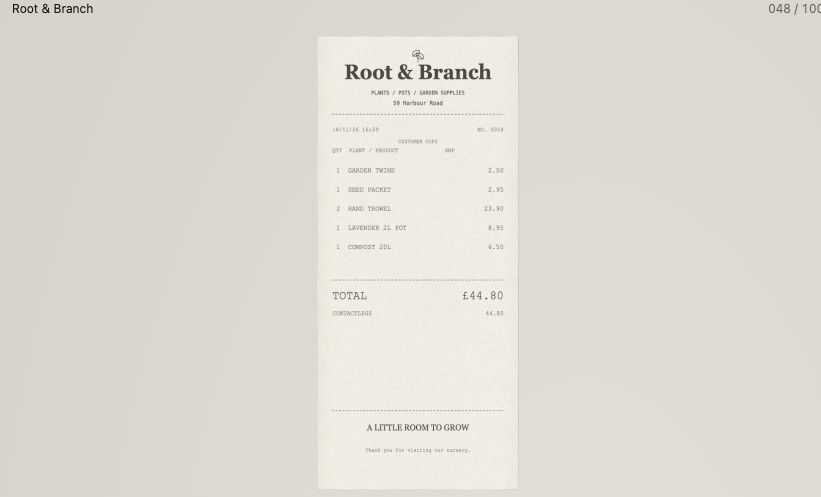 Root & Branch
048 / 100
Root & Branch
PLANTS / POTS / GARDEN SUPPLIES
59 Harbour Road
18/11/26 16:29 NO. 5018
CUSTOMER COPY
QTY PLANT / PRODUCT GBP
1 GARDEN TWINE 2.50
1 SEED PACKET 2.95
2 HAND TROWEL 23.90
1 LAVENDER 2L POT 8.95
1 COMPOST 20L 6.50
TOTAL £44.80
CONTACTLESS 44.80
A LITTLE ROOM TO GROW
Thank you for visiting our nursery.